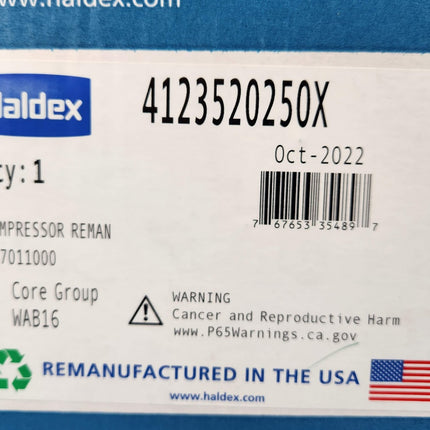 www.haldex.com
Haldex
4123520250X
Oct-2022
ty: 1
7 67653 35489 7
MPRESSOR REMAN
7011000
Core Group
WAB16
WARNING
Cancer and Reproductive Harm
www.P65Warnings.ca.gov
REMANUFACTURED IN THE USA
www.haldex.com